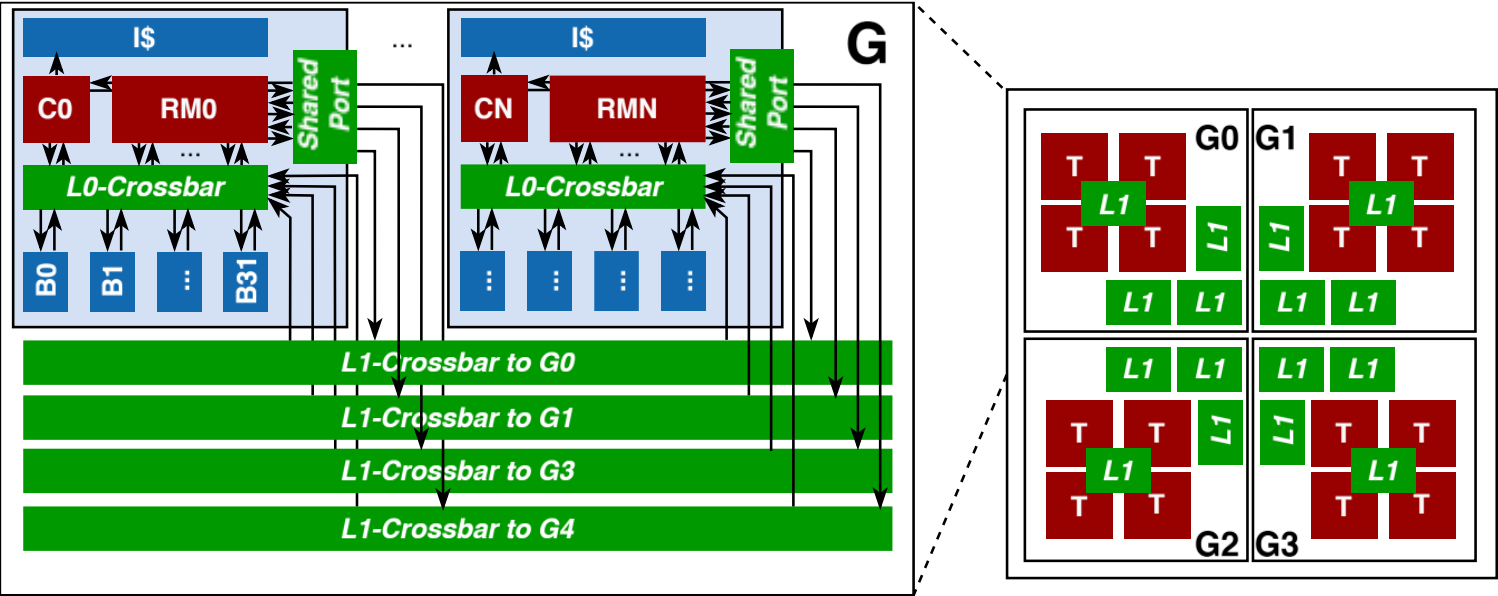 I$
...
I$
G
C0
RM0
Shared
Port
CN
RMN
Shared
Port
...
...
L0-Crossbar
L0-Crossbar
B0
B1
...
B31
...
...
...
...
L1-Crossbar to G0
L1-Crossbar to G1
L1-Crossbar to G3
L1-Crossbar to G4
T
T
G0
G1
T
T
L1
L1
T
T
L1
L1
T
T
L1
L1
L1
L1
L1
L1
L1
L1
T
T
L1
L1
T
T
L1
L1
T
T
T
T
G2
G3